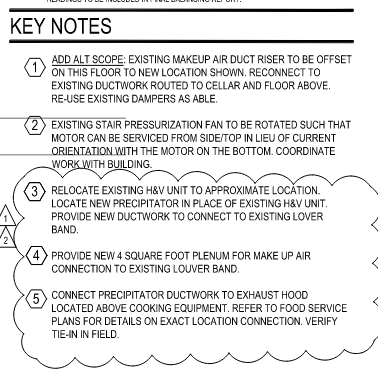 READINGS TO BE INCLUDED IN FINAL BALANCING REPORT.
KEY NOTES
1 ADD ALT SCOPE: EXISTING MAKEUP AIR DUCT RISER TO BE OFFSET
ON THIS FLOOR TO NEW LOCATION SHOWN. RECONNECT TO
EXISTING DUCTWORK ROUTED TO CELLAR AND FLOOR ABOVE.
RE-USE EXISTING DAMPERS AS ABLE.
2 EXISTING STAIR PRESSURIZATION FAN TO BE ROTATED SUCH THAT
MOTOR CAN BE SERVICED FROM SIDE/TOP IN LIEU OF CURRENT
ORIENTATION WITH THE MOTOR ON THE BOTTOM. COORDINATE
WORK WITH BUILDING.
3 RELOCATE EXISTING H&V UNIT TO APPROXIMATE LOCATION.
LOCATE NEW PRECIPITATOR IN PLACE OF EXISTING H&V UNIT.
PROVIDE NEW DUCTWORK TO CONNECT TO EXISTING LOVER
BAND.
1
2
4 PROVIDE NEW 4 SQUARE FOOT PLENUM FOR MAKE UP AIR
CONNECTION TO EXISTING LOUVER BAND.
5 CONNECT PRECIPITATOR DUCTWORK TO EXHAUST HOOD
LOCATED ABOVE COOKING EQUIPMENT. REFER TO FOOD SERVICE
PLANS FOR DETAILS ON EXACT LOCATION CONNECTION. VERIFY
TIE-IN IN FIELD.